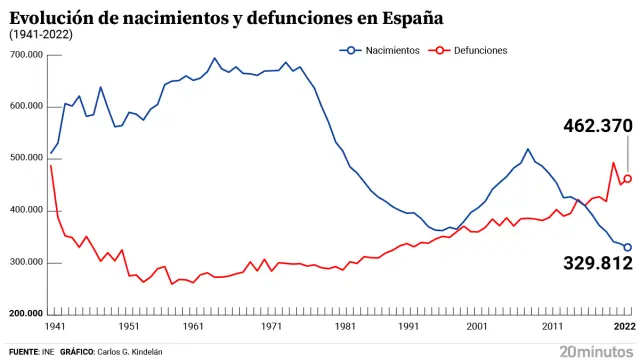 Evolución de nacimientos y defunciones en España
(1941-2022)
Nacimientos Defunciones
700.000
600.000
500.000
400.000
300.000
200.000
462.370
329.812
1941 1951 1961 1971 1981 1991 2001 2011 2022
FUENTE: INE GRÁFICO: Carlos G. Kindelán
20minutos